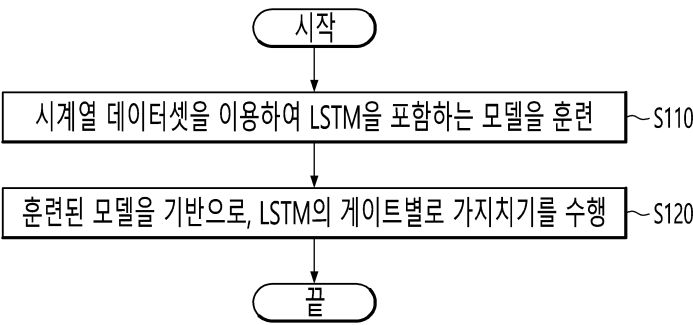 시작
시계열 데이터셋을 이용하여 LSTM을 포함하는 모델을 훈련
S110
훈련된 모델을 기반으로, LSTM의 게이트별로 가지치기를 수행
S120
끝